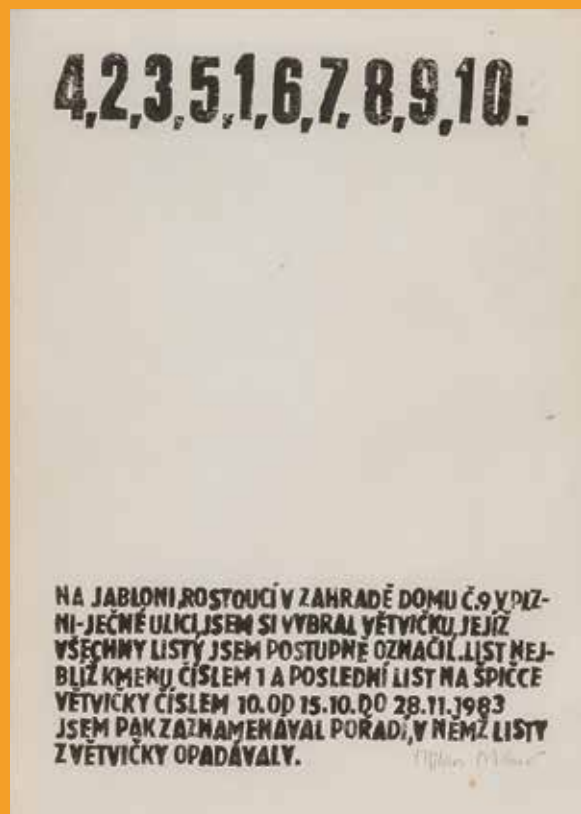 4,2,3,5,1,6,7,8,9,10.
NA JABLONI,ROSTOUCÍ V ZAHRADĚ DOMU Č.9 V PLZ-
NI-JEČNÉ ULICI,JSEM SI VYBRAL VĚTVIČKU,JEJÍŽ
VŠECHNY LISTY JSEM POSTUPNĚ OZNAČIL.LIST NEJ-
BLÍŽ KMENU ČÍSLEM 1 A POSLEDNÍ LIST NA ŠPIČCE
VĚTVIČKY ČÍSLEM 10.OD 15.10.DO 28.11.1983
JSEM PAK ZAZNAMENÁVAL POŘADÍ,V NĚMŽ LISTY
Z VĚTVIČKY OPADÁVALY.